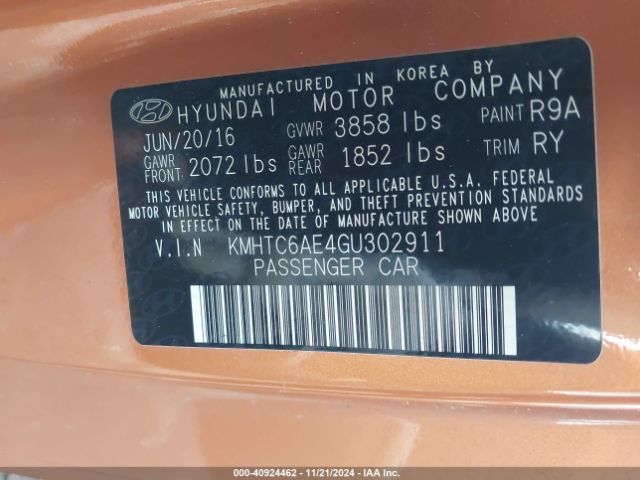 MANUFACTURED IN KOREA BY
HYUNDAI MOTOR COMPANY
JUN/20/16 GVWR 3858 lbs PAINT R9A
GAWR FRONT 2072 lbs GAWR REAR 1852 lbs TRIM RY
THIS VEHICLE CONFORMS TO ALL APPLICABLE U.S.A. FEDERAL
MOTOR VEHICLE SAFETY, BUMPER, AND THEFT PREVENTION STANDARDS
IN EFFECT ON THE DATE OF MANUFACTURE SHOWN ABOVE
V.I.N KMHTC6AE4GU302911
PASSENGER CAR
000-40924462 - 11/21/2024 - IAA Inc.